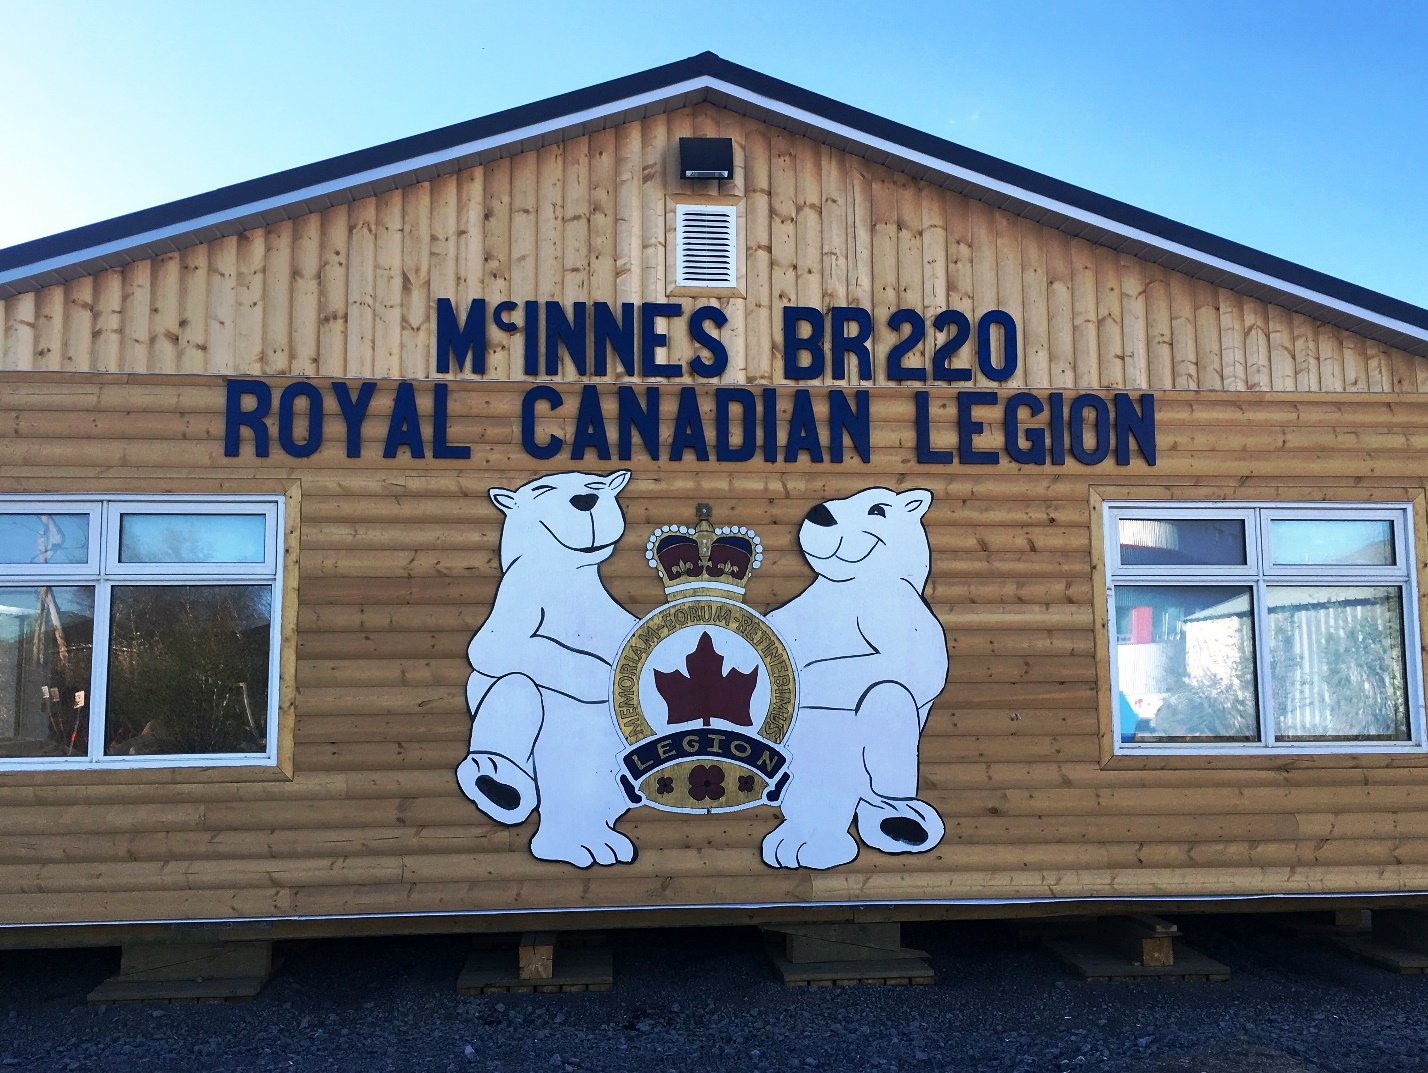 McINNES BR220
ROYAL CANADIAN LEGION
MEMORIAM·EORUM·RETINEBIMUS
LEGION